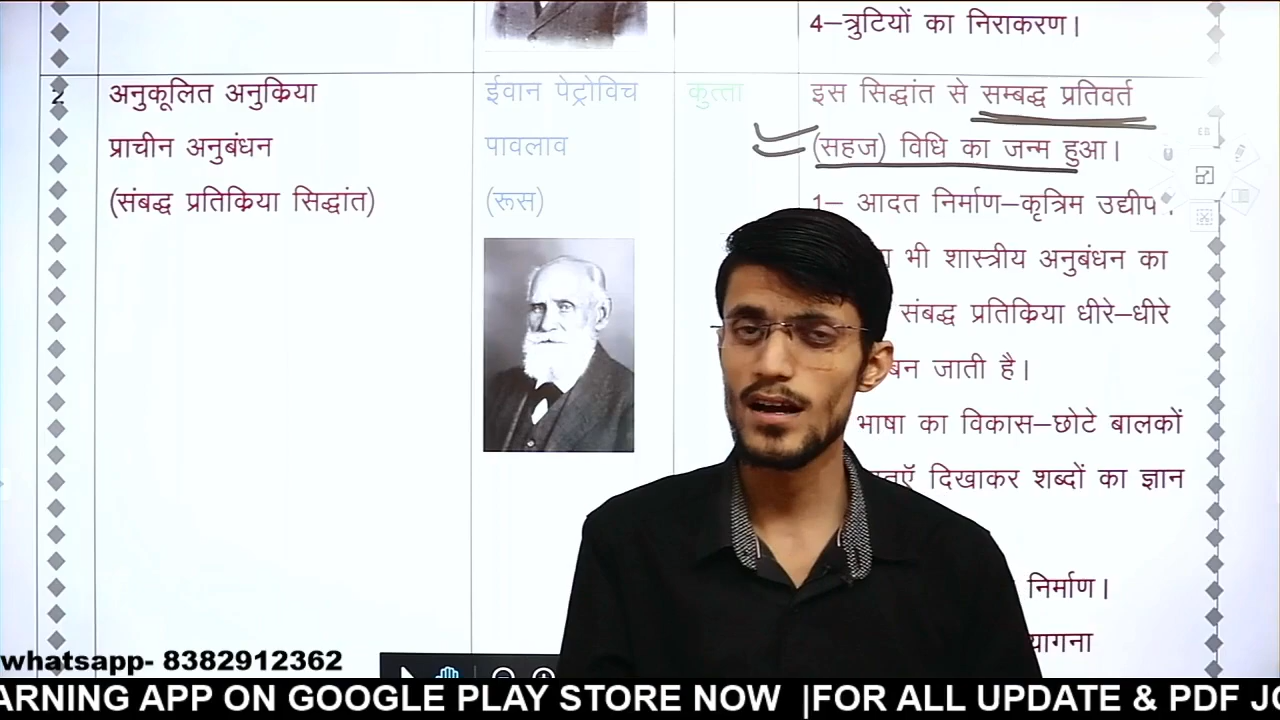 4–त्रुटियों का निराकरण।
2
अनुकूलित अनुक्रिया
प्राचीन अनुबंधन
(संबद्ध प्रतिक्रिया सिद्धांत)
ईवान पेट्रोविच
पावलाव
(रूस)
कुत्ता
इस सिद्धांत से सम्बद्ध प्रतिवर्त
(सहज) विधि का जन्म हुआ।
1– आदत निर्माण–कृत्रिम
भी शास्त्रीय अनुबंधन का
संबद्ध प्रतिक्रिया धीरे–धीरे
बन जाती है।
भाषा का विकास–छोटे बालकों
दिखाकर शब्दों का ज्ञान
निर्माण।
whatsapp- 8382912362
ARNING APP ON GOOGLE PLAY STORE NOW |FOR ALL UPDATE & PDF